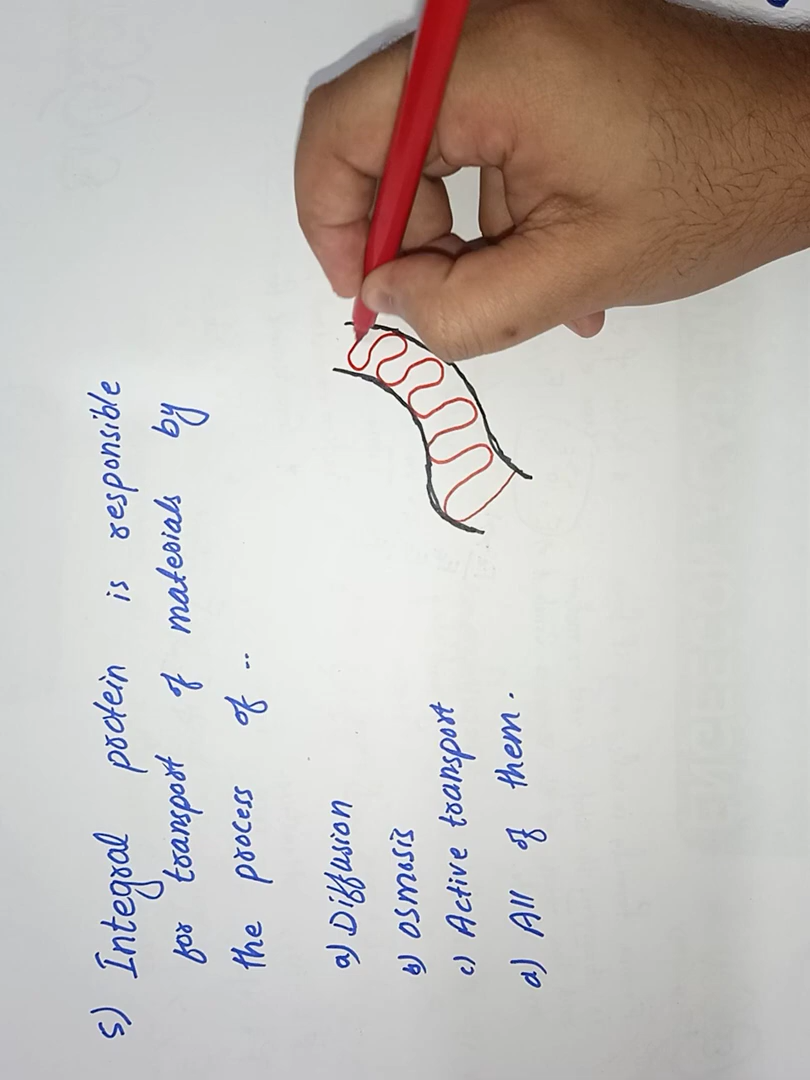 5) Integral protein is responsible
for transport of materials by
the process of ..
a) Diffusion
b) osmosis
c) Active transport
d) All of them.